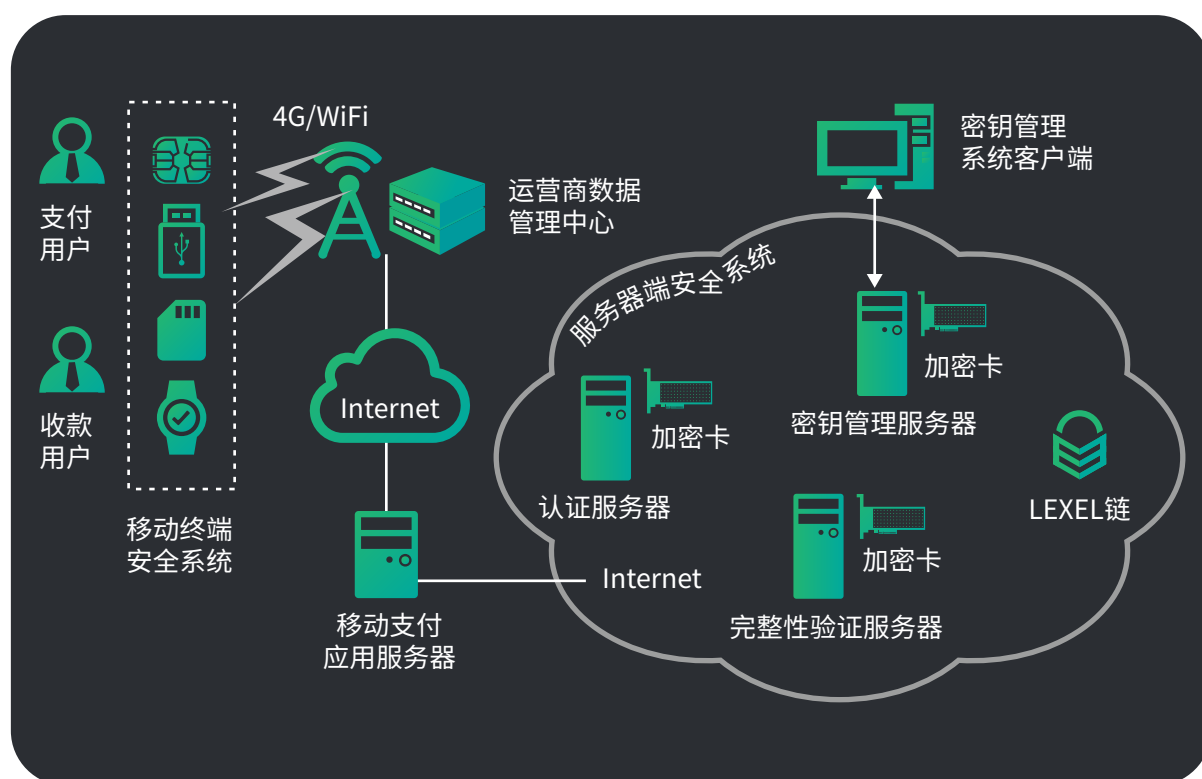 4G/WiFi
支付
用户
运营商数据
管理中心
密钥管理
系统客户端
服务器端安全系统
加密卡
密钥管理服务器
收款
用户
Internet
加密卡
认证服务器
LEXEL链
移动终端
安全系统
加密卡
Internet
完整性验证服务器
移动支付
应用服务器